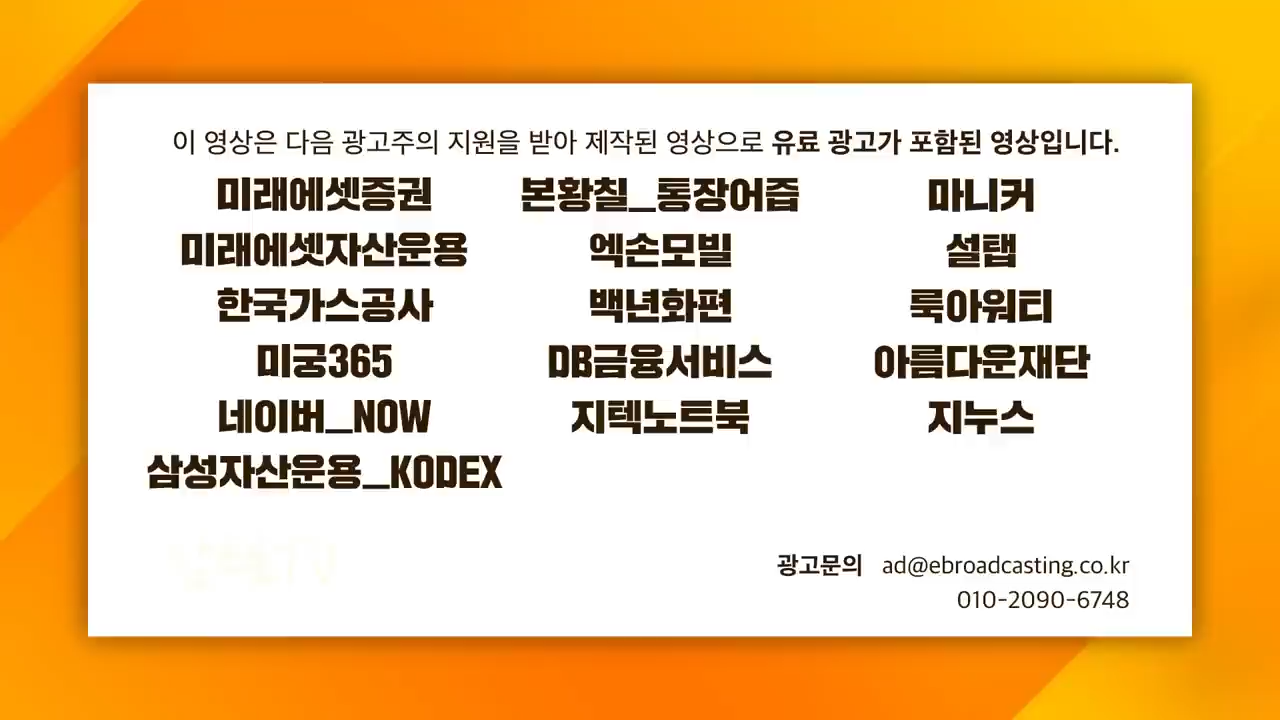 이 영상은 다음 광고주의 지원을 받아 제작된 영상으로 유료 광고가 포함된 영상입니다.
미래에셋증권 본황칠_통장어즙 마니커
미래에셋자산운용 엑손모빌 설탭
한국가스공사 백년화편 룩아워티
미궁365 DB금융서비스 아름다운재단
네이버_NOW 지텍노트북 지누스
삼성자산운용_KODEX
광고문의 ad@ebroadcasting.co.kr
010-2090-6748